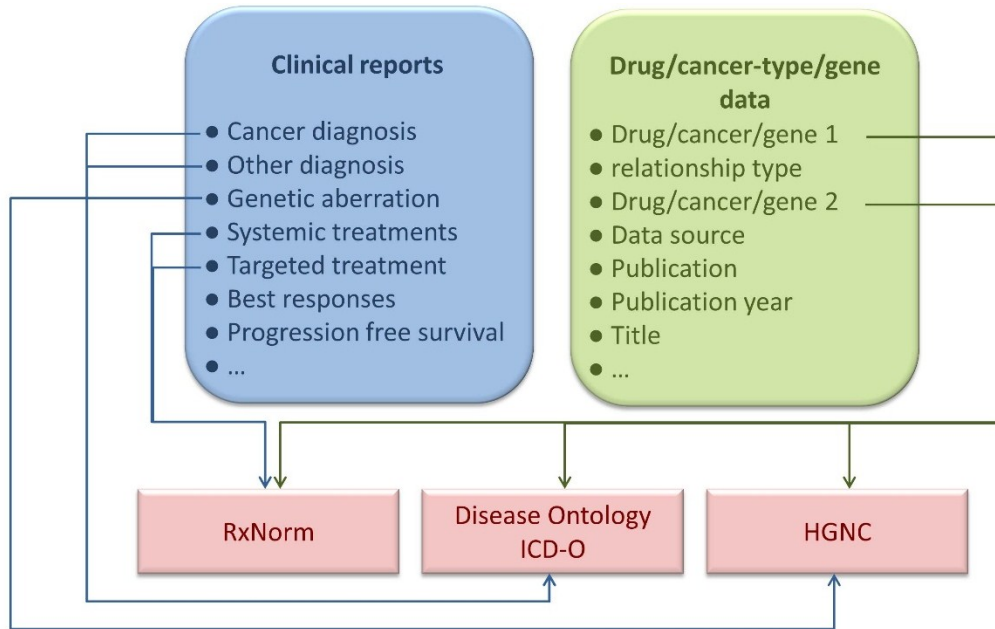 Clinical reports
● Cancer diagnosis
● Other diagnosis
● Genetic aberration
● Systemic treatments
● Targeted treatment
● Best responses
● Progression free survival
● ...
Drug/cancer-type/gene
data
● Drug/cancer/gene 1
● relationship type
● Drug/cancer/gene 2
● Data source
● Publication
● Publication year
● Title
● ...
RxNorm
Disease Ontology
ICD-O
HGNC